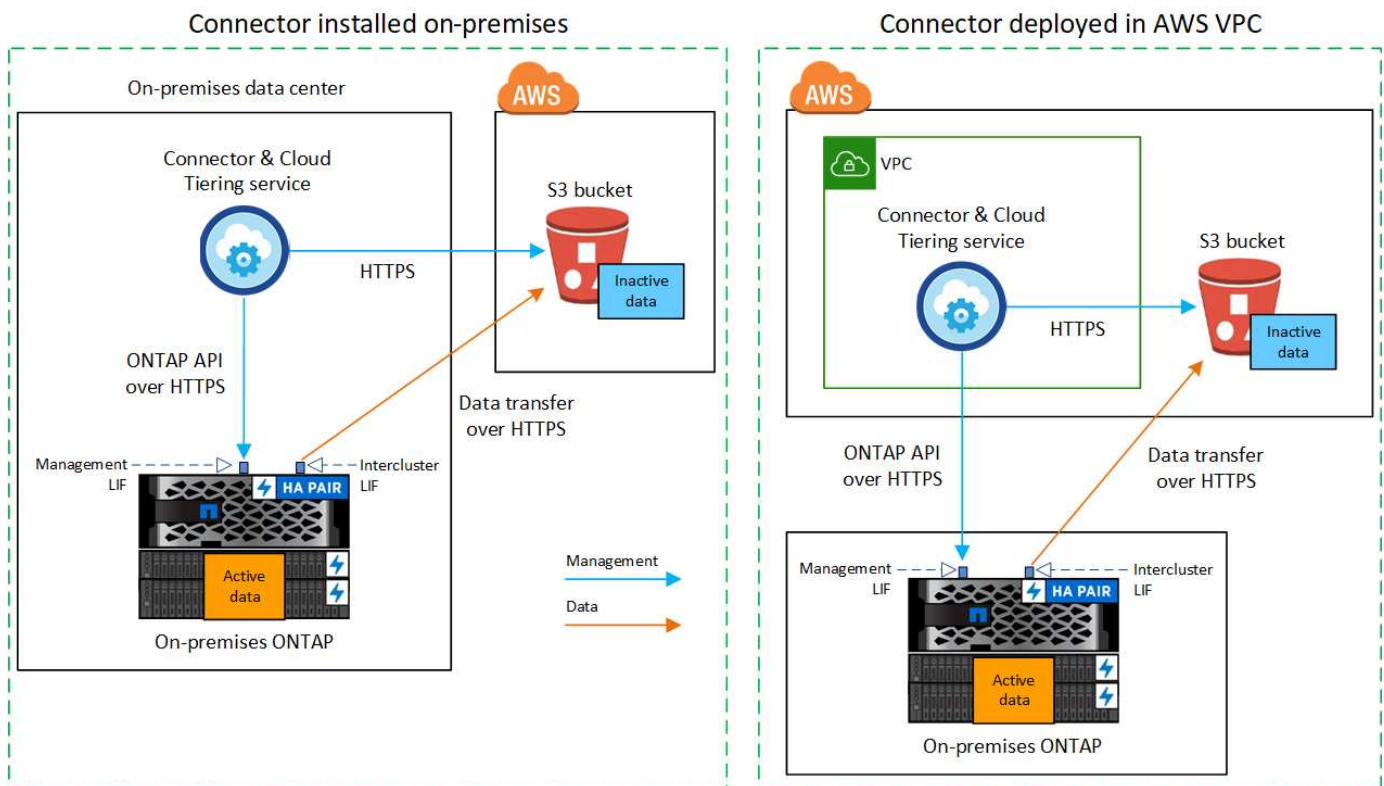 Connector installed on-premises
On-premises data center
AWS
Connector & Cloud
Tiering service
S3 bucket
HTTPS
Inactive
data
ONTAP API
over HTTPS
Data transfer
over HTTPS
Management
LIF
Intercluster
LIF
HA PAIR
Active
data
On-premises ONTAP
Management
Data
Connector deployed in AWS VPC
AWS
VPC
Connector & Cloud
Tiering service
S3 bucket
HTTPS
Inactive
data
ONTAP API
over HTTPS
Data transfer
over HTTPS
Management
LIF
Intercluster
LIF
HA PAIR
Active
data
On-premises ONTAP